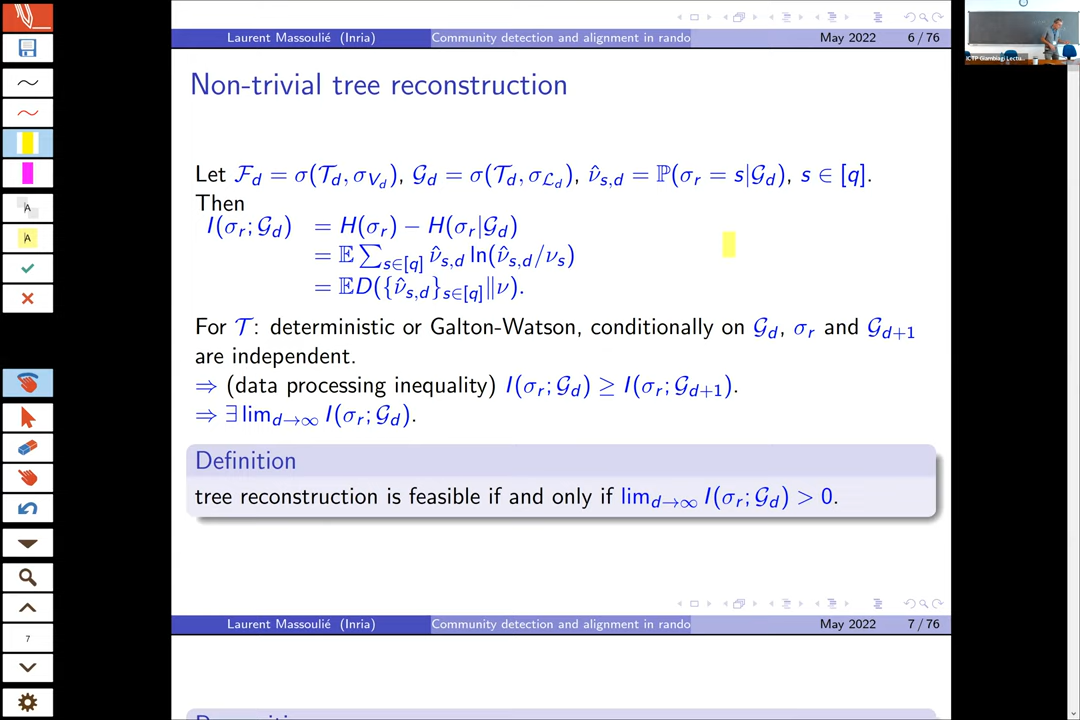 Laurent Massoulié (Inria) Community detection and alignment in rando May 2022 6 / 76
ICTP Giambiagi Lectu...
Non-trivial tree reconstruction
Let ℱ_d = σ(𝒯_d, σ_{V_d}), 𝒢_d = σ(𝒯_d, σ_{ℒ_d}), ν̂_{s,d} = ℙ(σ_r = s|𝒢_d), s ∈ [q].
Then
I(σ_r; 𝒢_d) = H(σ_r) − H(σ_r|𝒢_d)
= 𝔼 ∑_{s∈[q]} ν̂_{s,d} ln(ν̂_{s,d}/ν_s)
= 𝔼D({ν̂_{s,d}}_{s∈[q]}‖ν).
For 𝒯: deterministic or Galton-Watson, conditionally on 𝒢_d, σ_r and 𝒢_{d+1}
are independent.
⇒ (data processing inequality) I(σ_r; 𝒢_d) ≥ I(σ_r; 𝒢_{d+1}).
⇒ ∃ lim_{d→∞} I(σ_r; 𝒢_d).
Definition
tree reconstruction is feasible if and only if lim_{d→∞} I(σ_r; 𝒢_d) > 0.
Laurent Massoulié (Inria) Community detection and alignment in rando May 2022 7 / 76
A
A
7